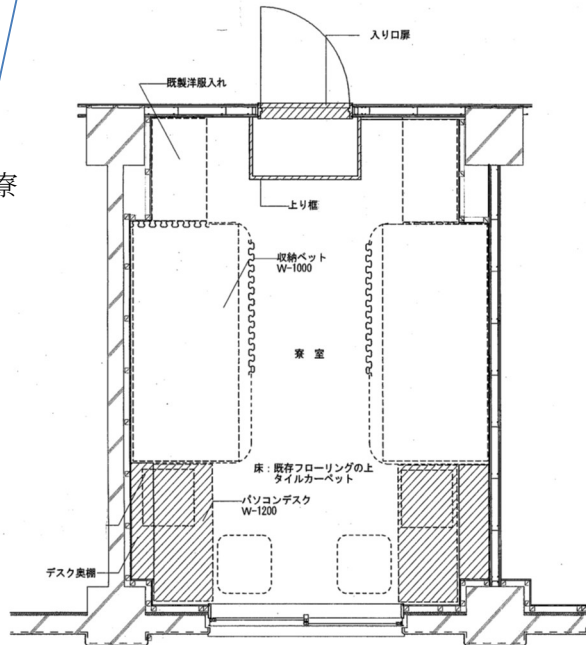 入り口扉
既製洋服入れ
寮
上り框
収納ベット
W-1000
寮 室
床：既存フローリングの上
タイルカーペット
パソコンデスク
W-1200
デスク奥棚